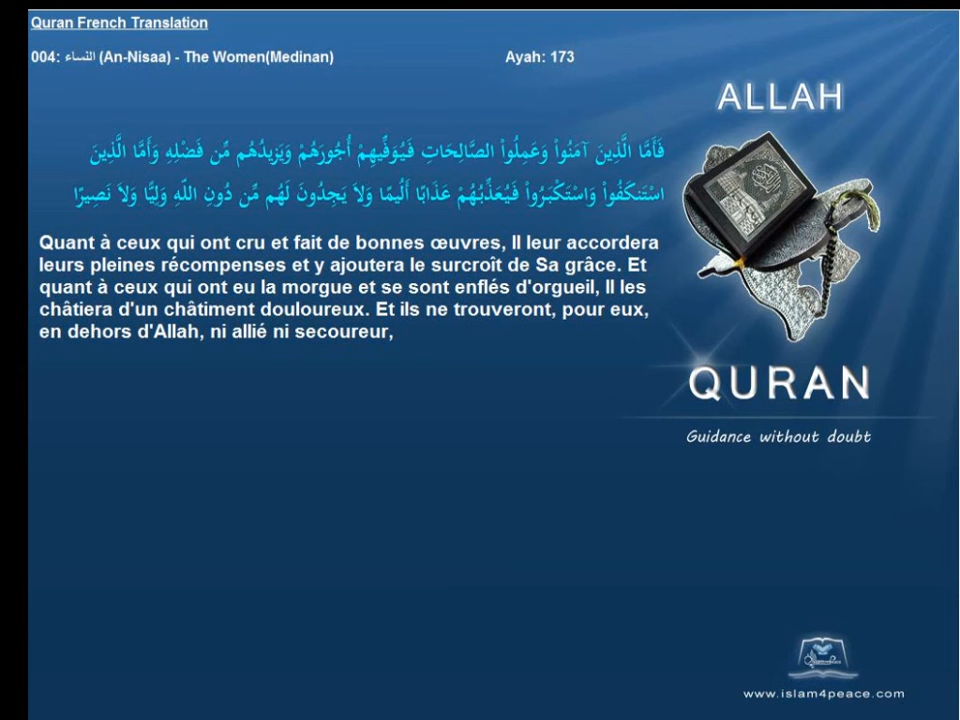 Quran French Translation
004: النساء (An-Nisaa) - The Women(Medinan) Ayah: 173
ALLAH
فَأَمَّا الَّذِينَ آمَنُواْ وَعَمِلُواْ الصَّالِحَاتِ فَيُوَفِّيهِمْ أُجُورَهُمْ وَيَزِيدُهُم مِّن فَضْلِهِ وَأَمَّا الَّذِينَ
اسْتَنكَفُواْ وَاسْتَكْبَرُواْ فَيُعَذِّبُهُمْ عَذَابًا أَلُيمًا وَلاَ يَجِدُونَ لَهُم مِّن دُونِ اللّهِ وَلِيًّا وَلاَ نَصِيرًا
Quant à ceux qui ont cru et fait de bonnes œuvres, Il leur accordera
leurs pleines récompenses et y ajoutera le surcroît de Sa grâce. Et
quant à ceux qui ont eu la morgue et se sont enflés d'orgueil, Il les
châtiera d'un châtiment douloureux. Et ils ne trouveront, pour eux,
en dehors d'Allah, ni allié ni secoureur,
QURAN
Guidance without doubt
www.islam4peace.com